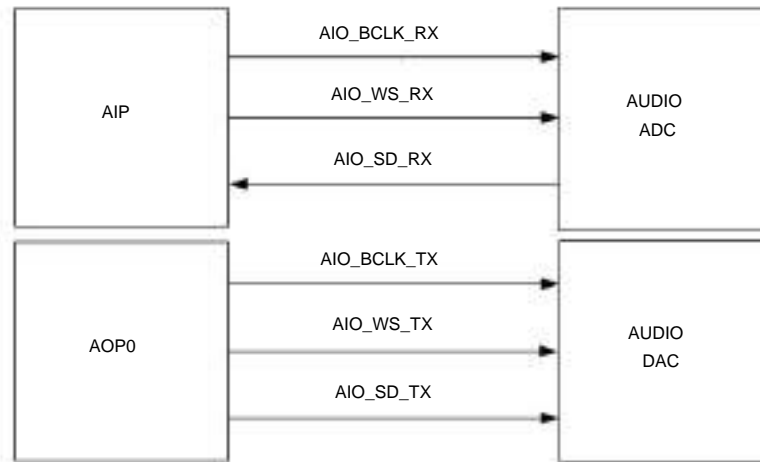 AIO_BCLK_RX
AIO_WS_RX
AIP
AUDIO
ADC
AIO_SD_RX
AIO_BCLK_TX
AIO_WS_TX
AOP0
AUDIO
DAC
AIO_SD_TX